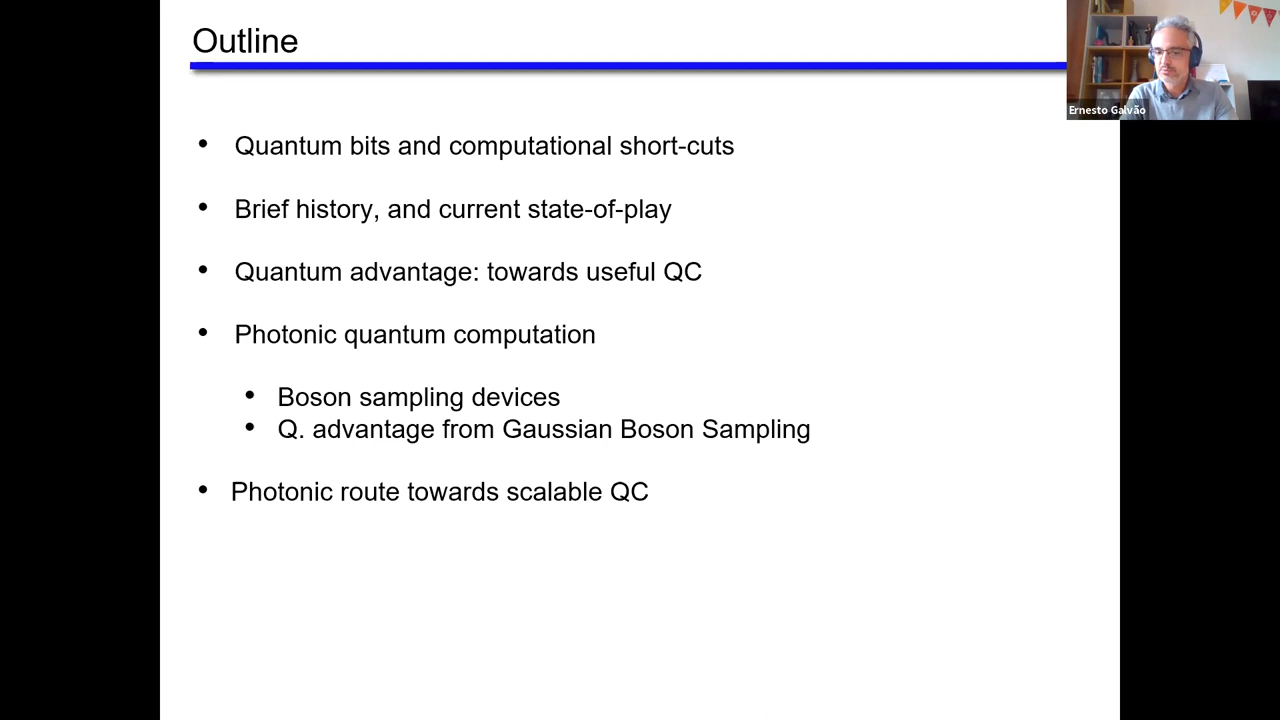 Outline
Ernesto Galvão
• Quantum bits and computational short-cuts
• Brief history, and current state-of-play
• Quantum advantage: towards useful QC
• Photonic quantum computation
• Boson sampling devices
• Q. advantage from Gaussian Boson Sampling
• Photonic route towards scalable QC